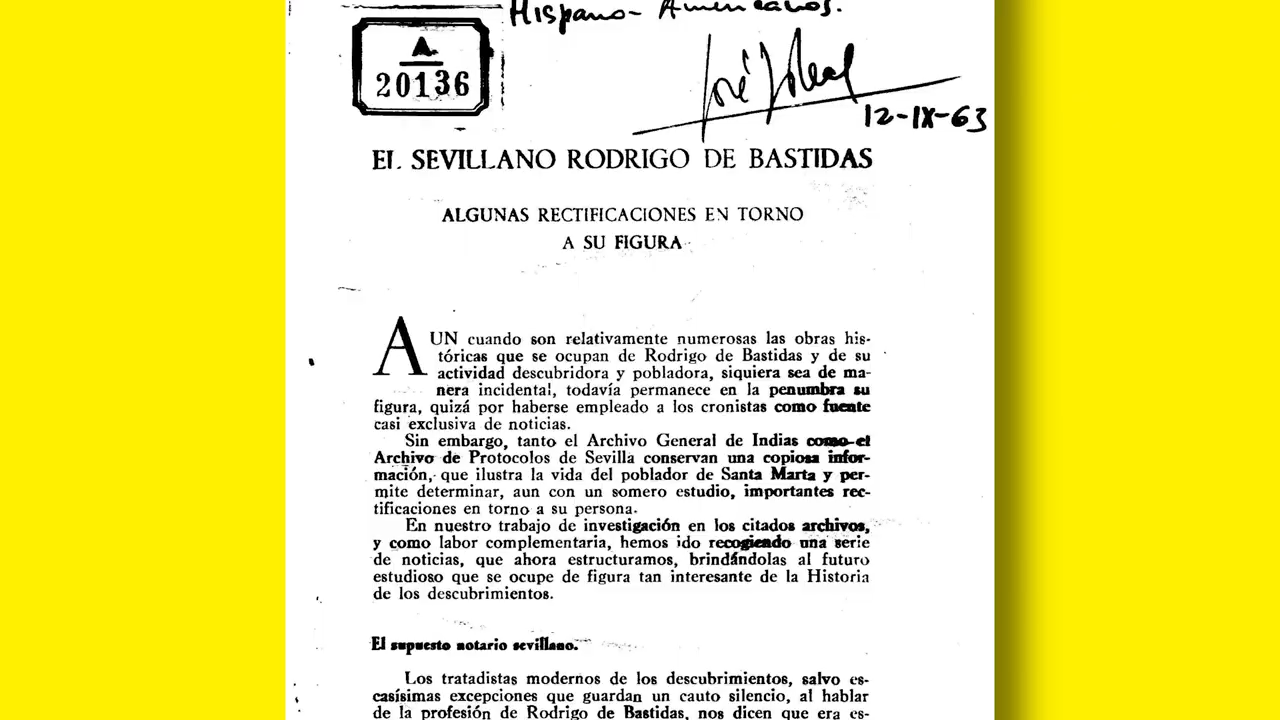 Hispano-Americanos.
A.
20136
12-IX-63
EL SEVILLANO RODRIGO DE BASTIDAS
ALGUNAS RECTIFICACIONES EN TORNO
A SU FIGURA
AUN cuando son relativamente numerosas las obras his-
tóricas que se ocupan de Rodrigo de Bastidas y de su
actividad descubridora y pobladora, siquiera sea de ma-
nera incidental, todavía permanece en la penumbra su
figura, quizá por haberse empleado a los cronistas como fuente
casi exclusiva de noticias.
Sin embargo, tanto el Archivo General de Indias como el
Archivo de Protocolos de Sevilla conservan una copiosa infor-
mación, que ilustra la vida del poblador de Santa Marta y per-
mite determinar, aun con un somero estudio, importantes rec-
tificaciones en torno a su persona.
En nuestro trabajo de investigación en los citados archivos,
y como labor complementaria, hemos ido recogiendo una serie
de noticias, que ahora estructuramos, brindándolas al futuro
estudioso que se ocupe de figura tan interesante de la Historia
de los descubrimientos.
El supuesto notario sevillano.
Los tratadistas modernos de los descubrimientos, salvo es-
casísimas excepciones que guardan un cauto silencio, al hablar
de la profesión de Rodrigo de Bastidas, nos dicen que era es-